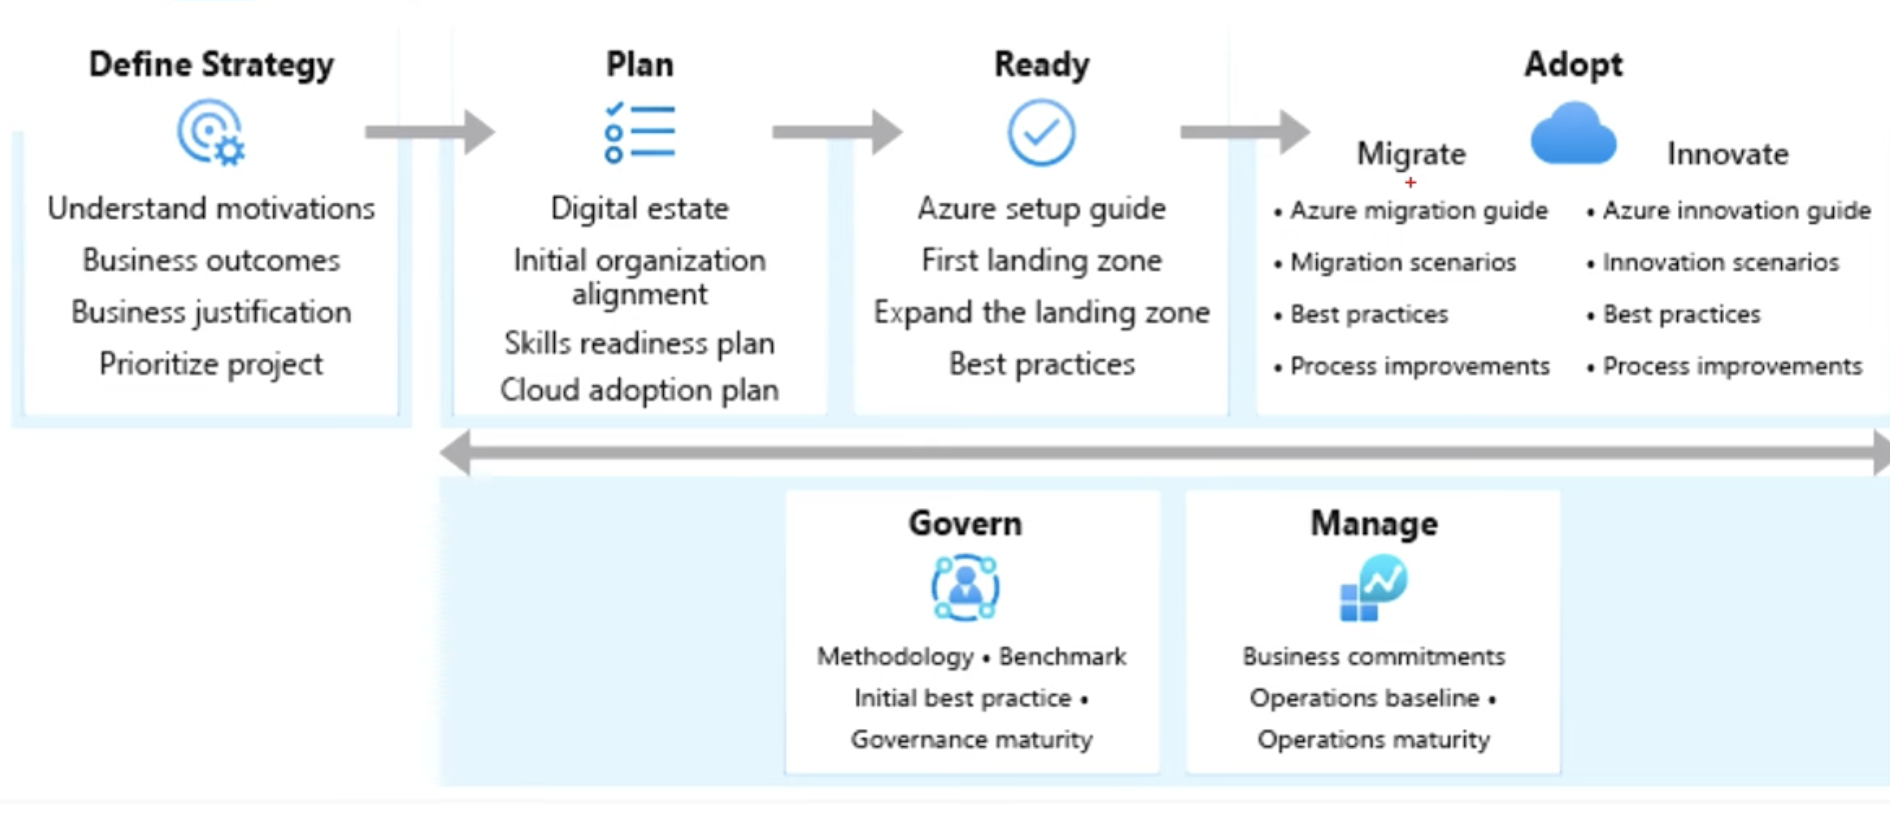 Define Strategy
Understand motivations
Business outcomes
Business justification
Prioritize project
Plan
Digital estate
Initial organization
alignment
Skills readiness plan
Cloud adoption plan
Ready
Azure setup guide
First landing zone
Expand the landing zone
Best practices
Adopt
Migrate
• Azure migration guide
• Migration scenarios
• Best practices
• Process improvements
Innovate
• Azure innovation guide
• Innovation scenarios
• Best practices
• Process improvements
Govern
Methodology • Benchmark
Initial best practice •
Governance maturity
Manage
Business commitments
Operations baseline •
Operations maturity